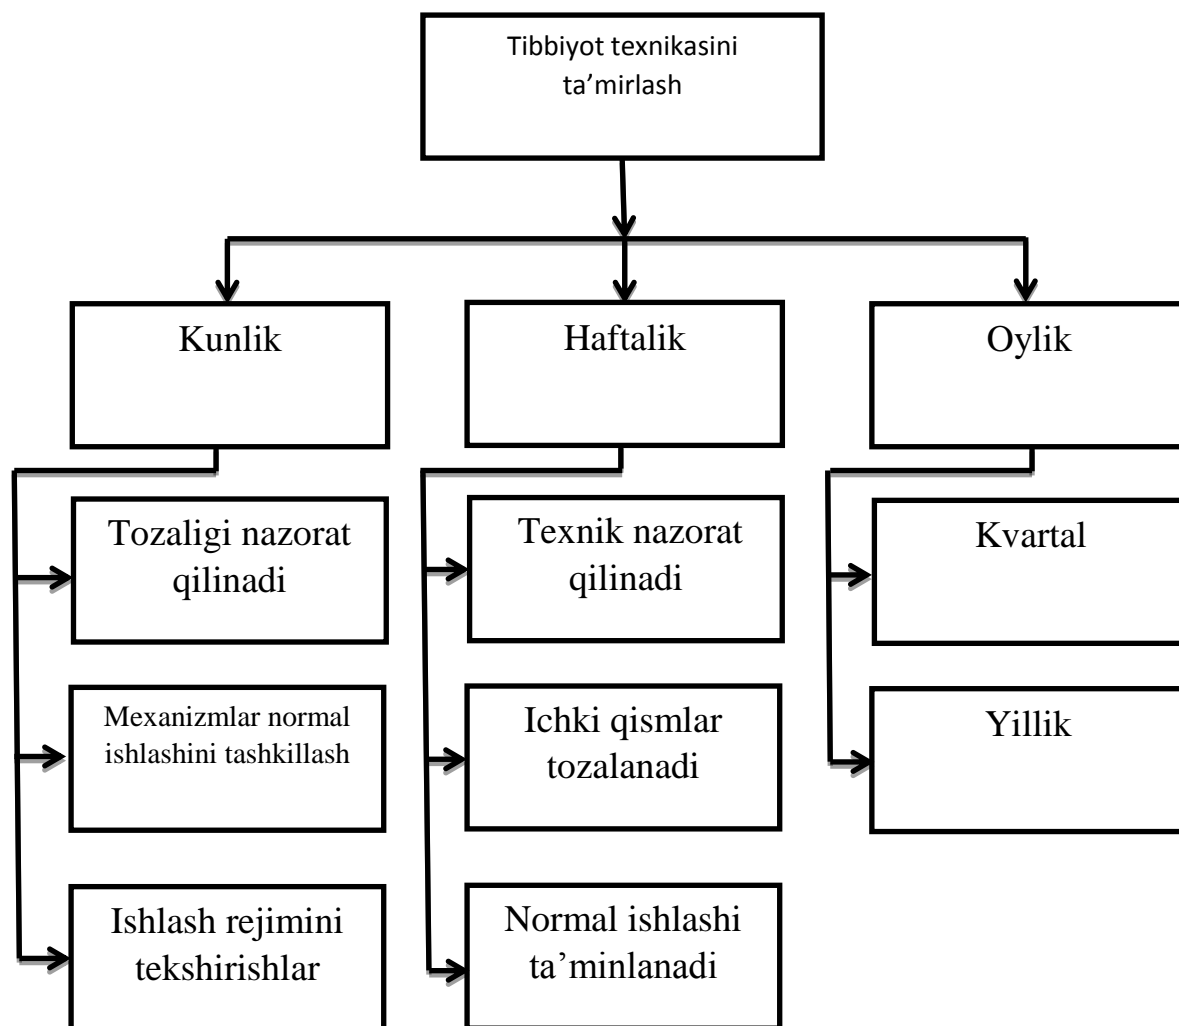 Tibbiyot texnikasini
ta’mirlash
Kunlik
Haftalik
Oylik
Tozaligi nazorat
qilinadi
Texnik nazorat
qilinadi
Kvartal
Mexanizmlar normal
ishlashini tashkillash
Ichki qismlar
tozalanadi
Yillik
Ishlash rejimini
tekshirishlar
Normal ishlashi
ta’minlanadi